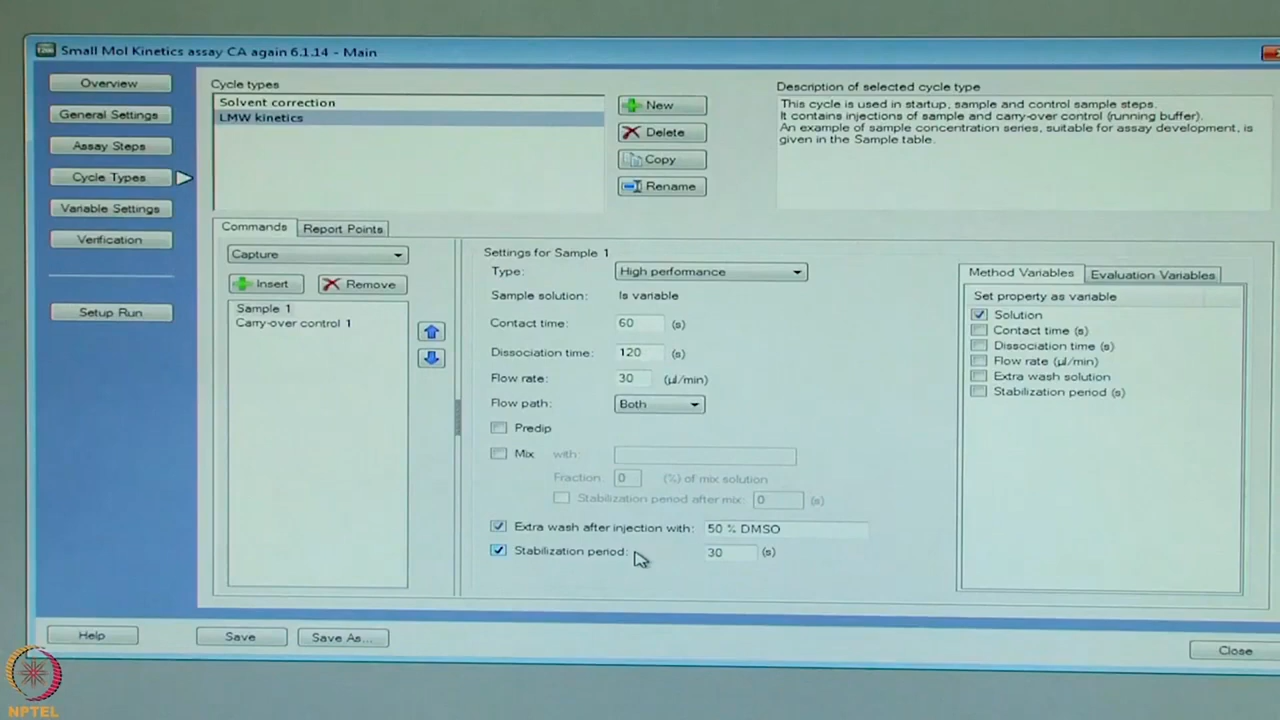 Small Mol Kinetics assay CA again 6.1.14 - Main
Overview
General Settings
Assay Steps
Cycle Types
Variable Settings
Verification
Setup Run
Cycle types
Solvent correction
LMW kinetics
New
Delete
Copy
Rename
Description of selected cycle type
This cycle is used in startup, sample and control sample steps.
It contains injections of sample and carry-over control (running buffer).
An example of sample concentration series, suitable for assay development, is
given in the Sample table.
Commands
Report Points
Capture
Insert
Remove
Sample 1
Carry-over control 1
Settings for Sample 1
Type: High performance
Sample solution: Is variable
Contact time: 60 (s)
Dissociation time: 120 (s)
Flow rate: 30 (µl/min)
Flow path: Both
Predip
Mix with:
Fraction: 0 (%) of mix solution
Stabilization period after mix: 0 (s)
Extra wash after injection with: 50 % DMSO
Stabilization period: 30 (s)
Method Variables
Evaluation Variables
Set property as variable
Solution
Contact time (s)
Dissociation time (s)
Flow rate (µl/min)
Extra wash solution
Stabilization period (s)
Help
Save
Save As...
Close
NPTEL